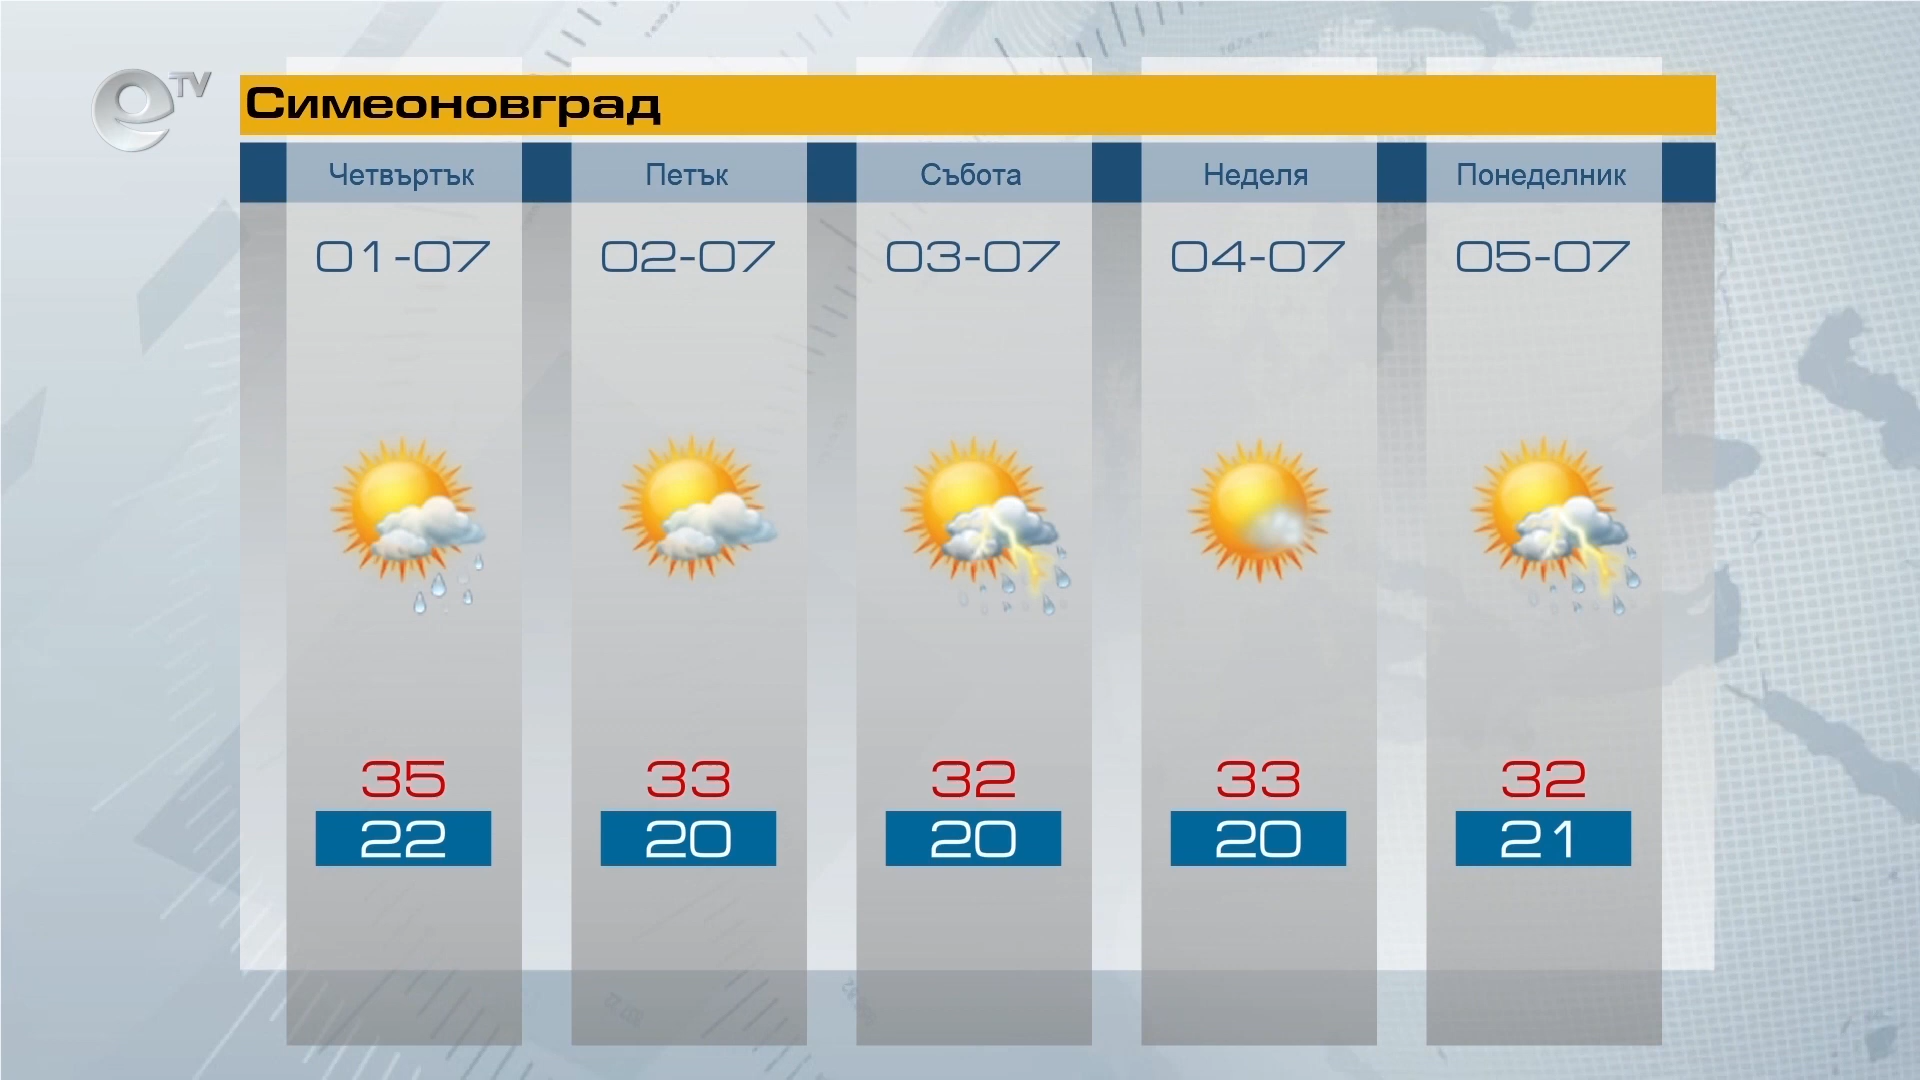 eTV
Симеоновград
Четвъртък Петък Събота Неделя Понеделник
01-07 02-07 03-07 04-07 05-07
35 33 32 33 32
22 20 20 20 21